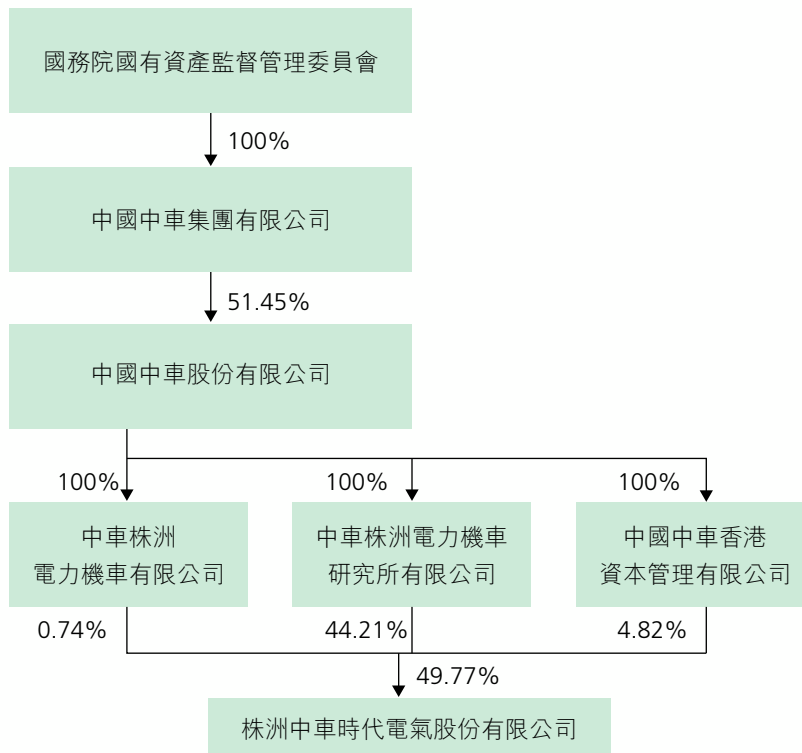 國務院國有資產監督管理委員會
100%
中國中車集團有限公司
51.45%
中國中車股份有限公司
100%
100%
100%
中車株洲
電力機車有限公司
中車株洲電力機車
研究所有限公司
中國中車香港
資本管理有限公司
0.74%
44.21%
4.82%
49.77%
株洲中車時代電氣股份有限公司